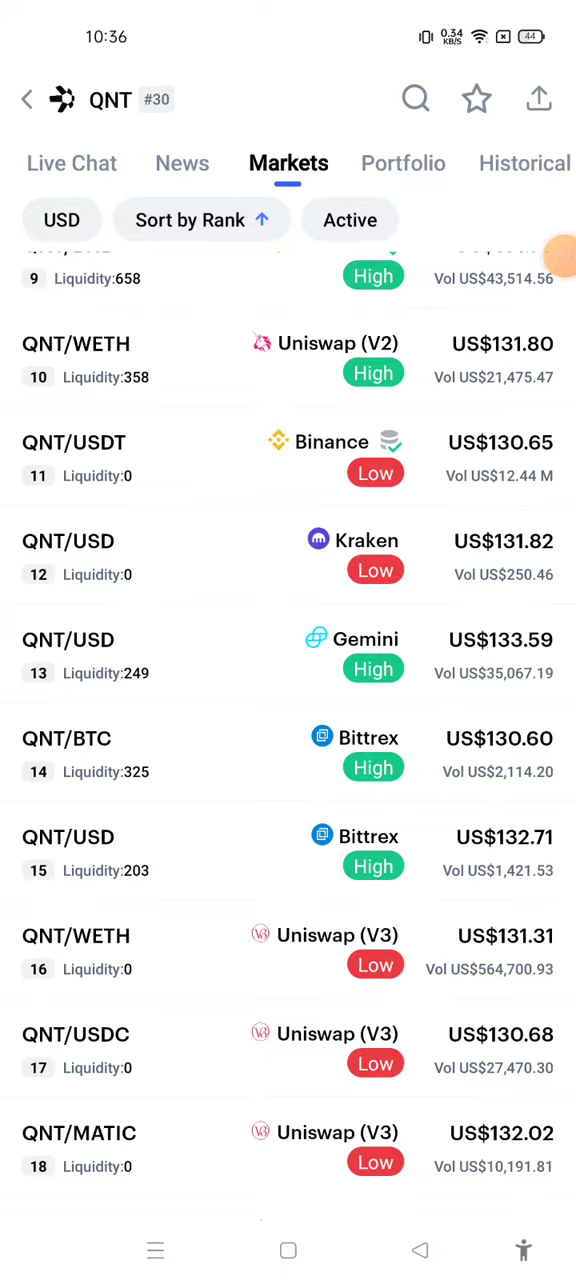 10:36
0.34
KB/S
44
QNT #30
Live Chat News Markets Portfolio Historical
USD Sort by Rank ↑ Active
9 Liquidity:658 High Vol US$43,514.56
QNT/WETH Uniswap (V2) US$131.80
10 Liquidity:358 High Vol US$21,475.47
QNT/USDT Binance US$130.65
11 Liquidity:0 Low Vol US$12.44 M
QNT/USD Kraken US$131.82
12 Liquidity:0 Low Vol US$250.46
QNT/USD Gemini US$133.59
13 Liquidity:249 High Vol US$35,067.19
QNT/BTC Bittrex US$130.60
14 Liquidity:325 High Vol US$2,114.20
QNT/USD Bittrex US$132.71
15 Liquidity:203 High Vol US$1,421.53
QNT/WETH Uniswap (V3) US$131.31
16 Liquidity:0 Low Vol US$564,700.93
QNT/USDC Uniswap (V3) US$130.68
17 Liquidity:0 Low Vol US$27,470.30
QNT/MATIC Uniswap (V3) US$132.02
18 Liquidity:0 Low Vol US$10,191.81